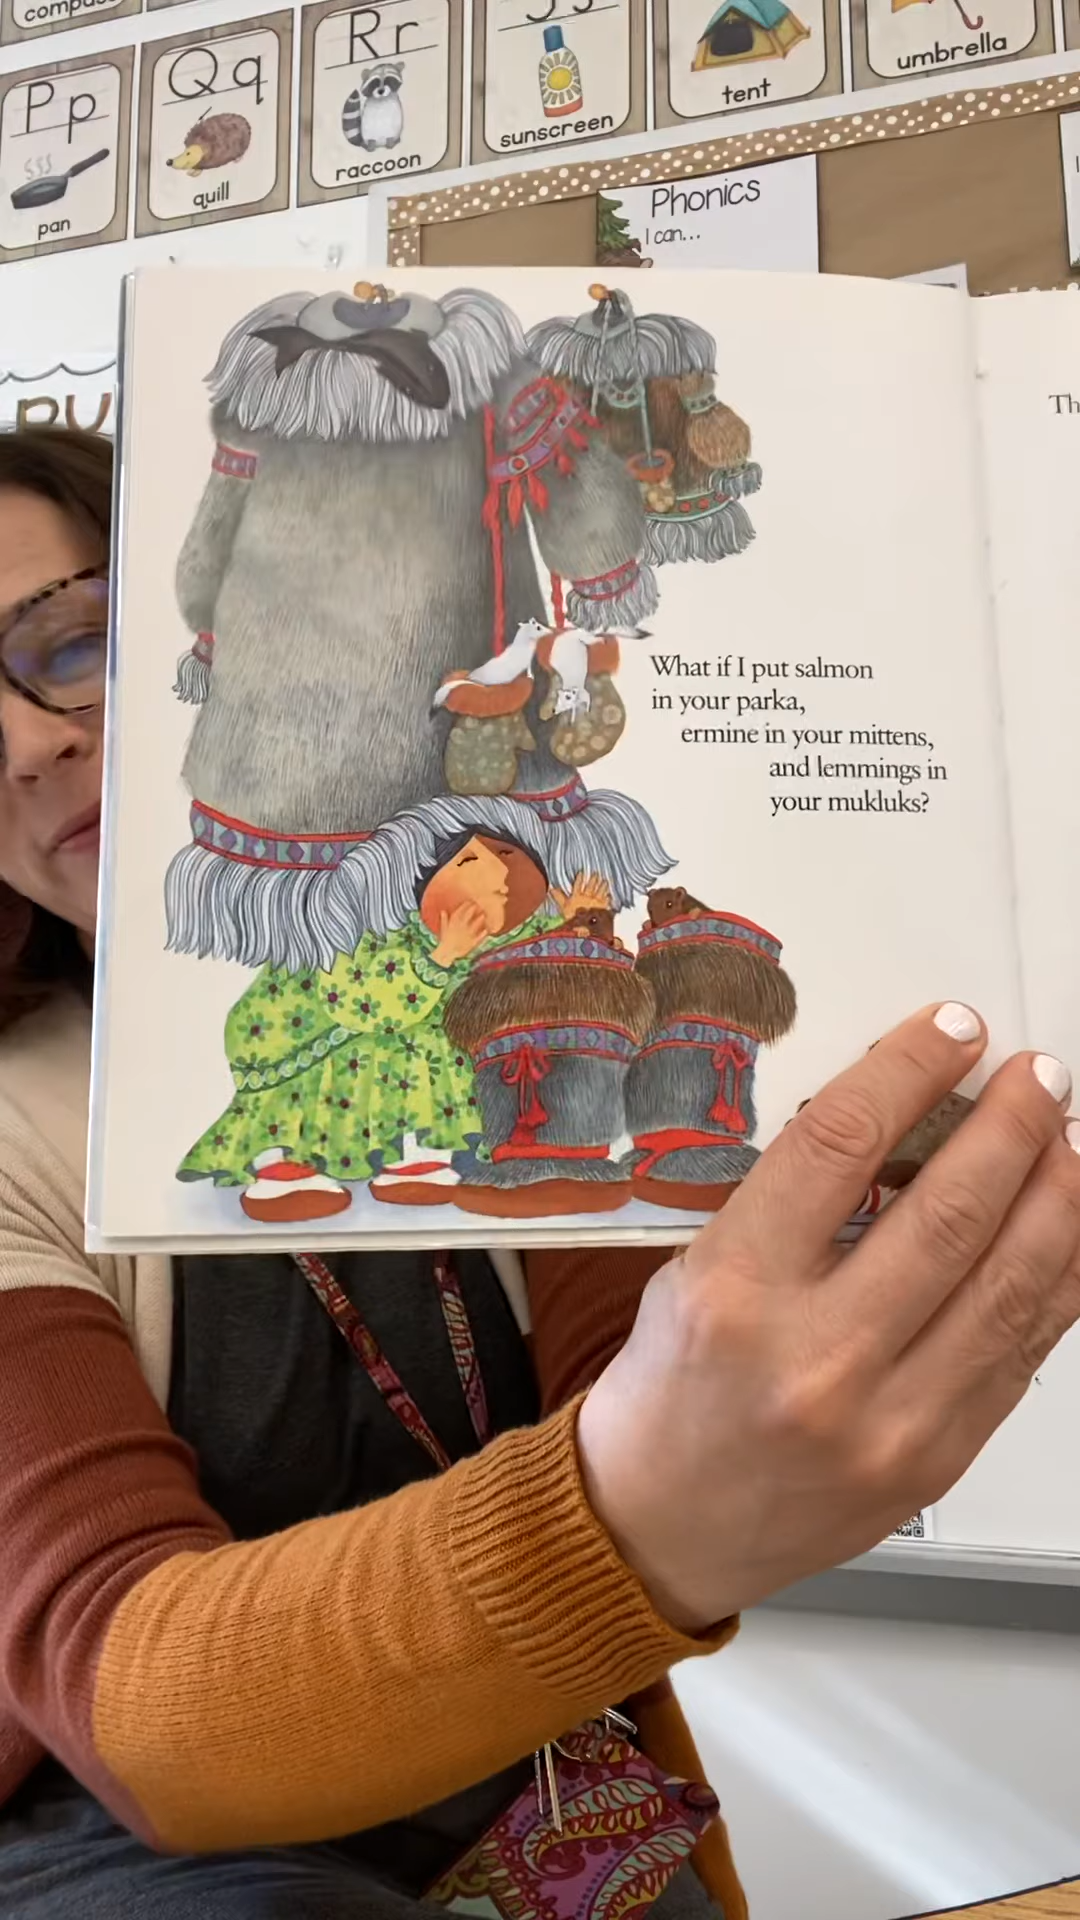 compass
Pp
pan
Qq
quill
Rr
raccoon
sunscreen
tent
umbrella
Phonics
I can...
Th
What if I put salmon
in your parka,
ermine in your mittens,
and lemmings in
your mukluks?